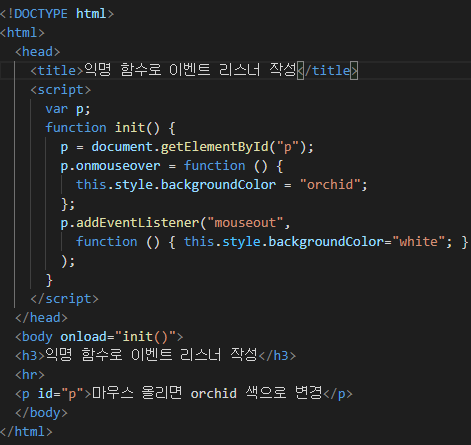 <!DOCTYPE html>
<html>
<head>
<title>익명 함수로 이벤트 리스너 작성</title>
<script>
var p;
function init() {
p = document.getElementById("p");
p.onmouseover = function () {
this.style.backgroundColor = "orchid";
};
p.addEventListener("mouseout",
function () { this.style.backgroundColor="white"; }
);
}
</script>
</head>
<body onload="init()">
<h3>익명 함수로 이벤트 리스너 작성</h3>
<hr>
<p id="p">마우스 올리면 orchid 색으로 변경</p>
</body>
</html>